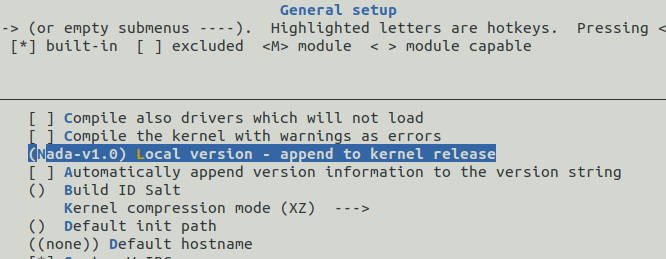 General setup
-> (or empty submenus ----).  Highlighted letters are hotkeys.  Pressing <
[*] built-in  [ ] excluded  <M> module  < > module capable
[ ] Compile also drivers which will not load
[ ] Compile the kernel with warnings as errors
(Nada-v1.0) Local version - append to kernel release
[ ] Automatically append version information to the version string
()  Build ID Salt
Kernel compression mode (XZ)  --->
()  Default init path
((none)) Default hostname